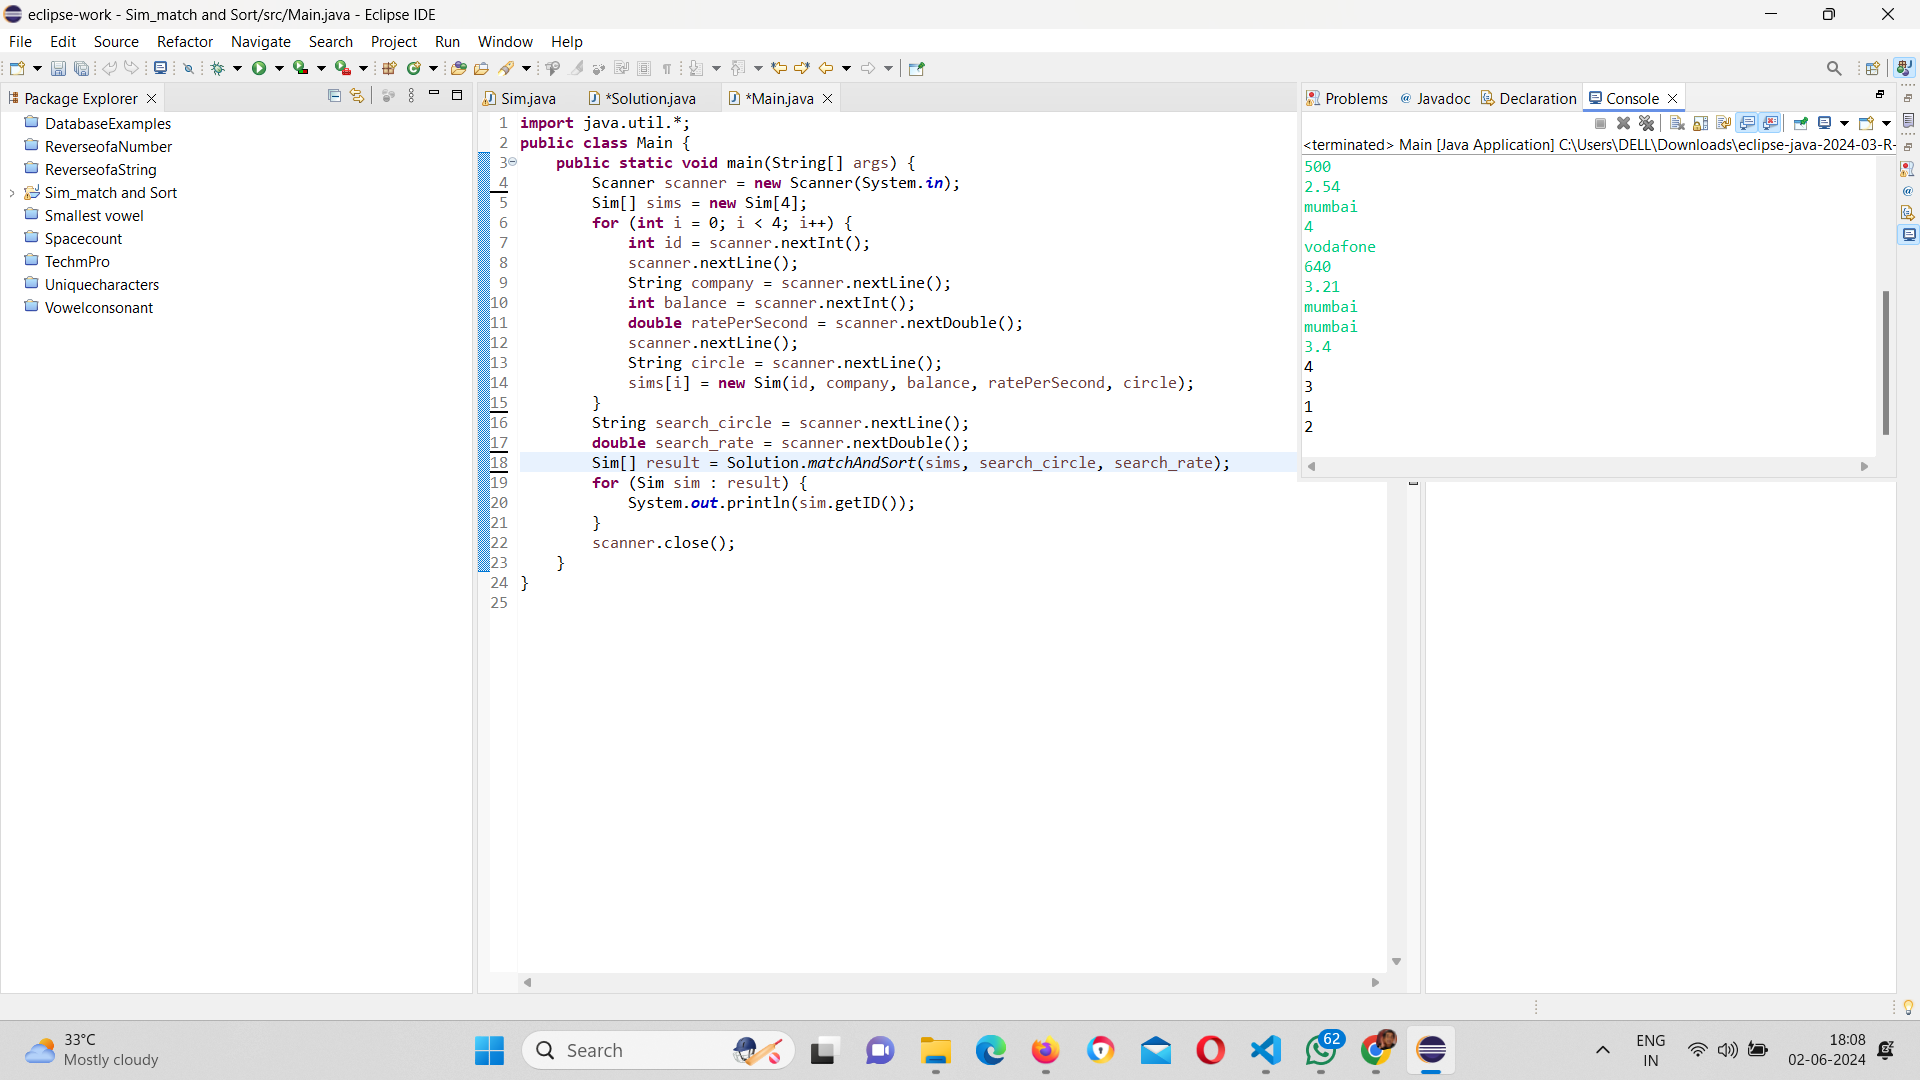 eclipse-work - Sim_match and Sort/src/Main.java - Eclipse IDE
File Edit Source Refactor Navigate Search Project Run Window Help
Package Explorer
DatabaseExamples
ReverseofaNumber
ReverseofaString
Sim_match and Sort
Smallest vowel
Spacecount
TechmPro
Uniquecharacters
Vowelconsonant
Sim.java *Solution.java *Main.java
1 import java.util.*;
2 public class Main {
3 public static void main(String[] args) {
4 Scanner scanner = new Scanner(System.in);
5 Sim[] sims = new Sim[4];
6 for (int i = 0; i < 4; i++) {
7 int id = scanner.nextInt();
8 scanner.nextLine();
9 String company = scanner.nextLine();
10 int balance = scanner.nextInt();
11 double ratePerSecond = scanner.nextDouble();
12 scanner.nextLine();
13 String circle = scanner.nextLine();
14 sims[i] = new Sim(id, company, balance, ratePerSecond, circle);
15 }
16 String search_circle = scanner.nextLine();
17 double search_rate = scanner.nextDouble();
18 Sim[] result = Solution.matchAndSort(sims, search_circle, search_rate);
19 for (Sim sim : result) {
20 System.out.println(sim.getID());
21 }
22 scanner.close();
23 }
24 }
25
Problems Javadoc Declaration Console
<terminated> Main [Java Application] C:\Users\DELL\Downloads\eclipse-java-2024-03-R-
500
2.54
mumbai
4
vodafone
640
3.21
mumbai
mumbai
3.4
4
3
1
2
33°C
Mostly cloudy
Search
62
ENG
IN
18:08
02-06-2024